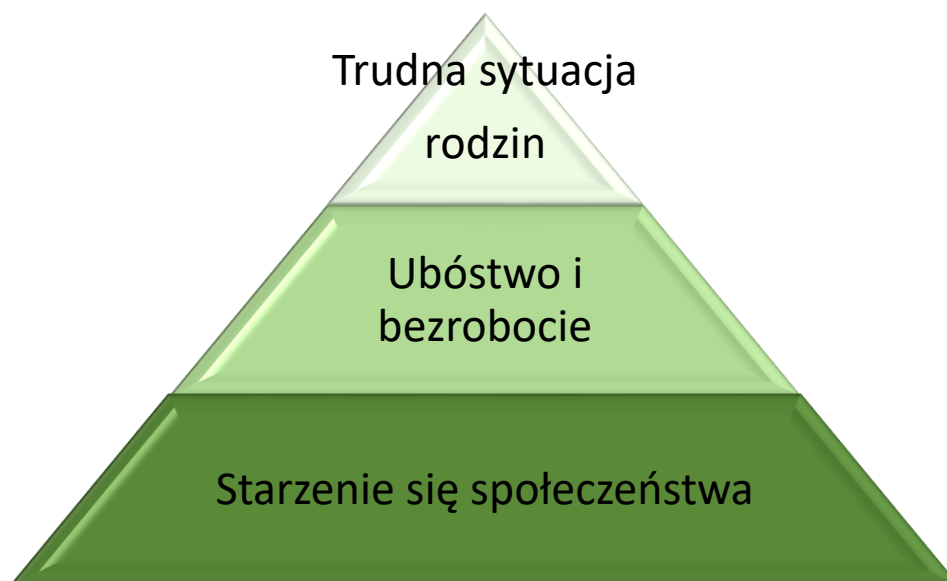 Trudna sytuacja
rodzin
Ubóstwo i
bezrobocie
Starzenie się społeczeństwa